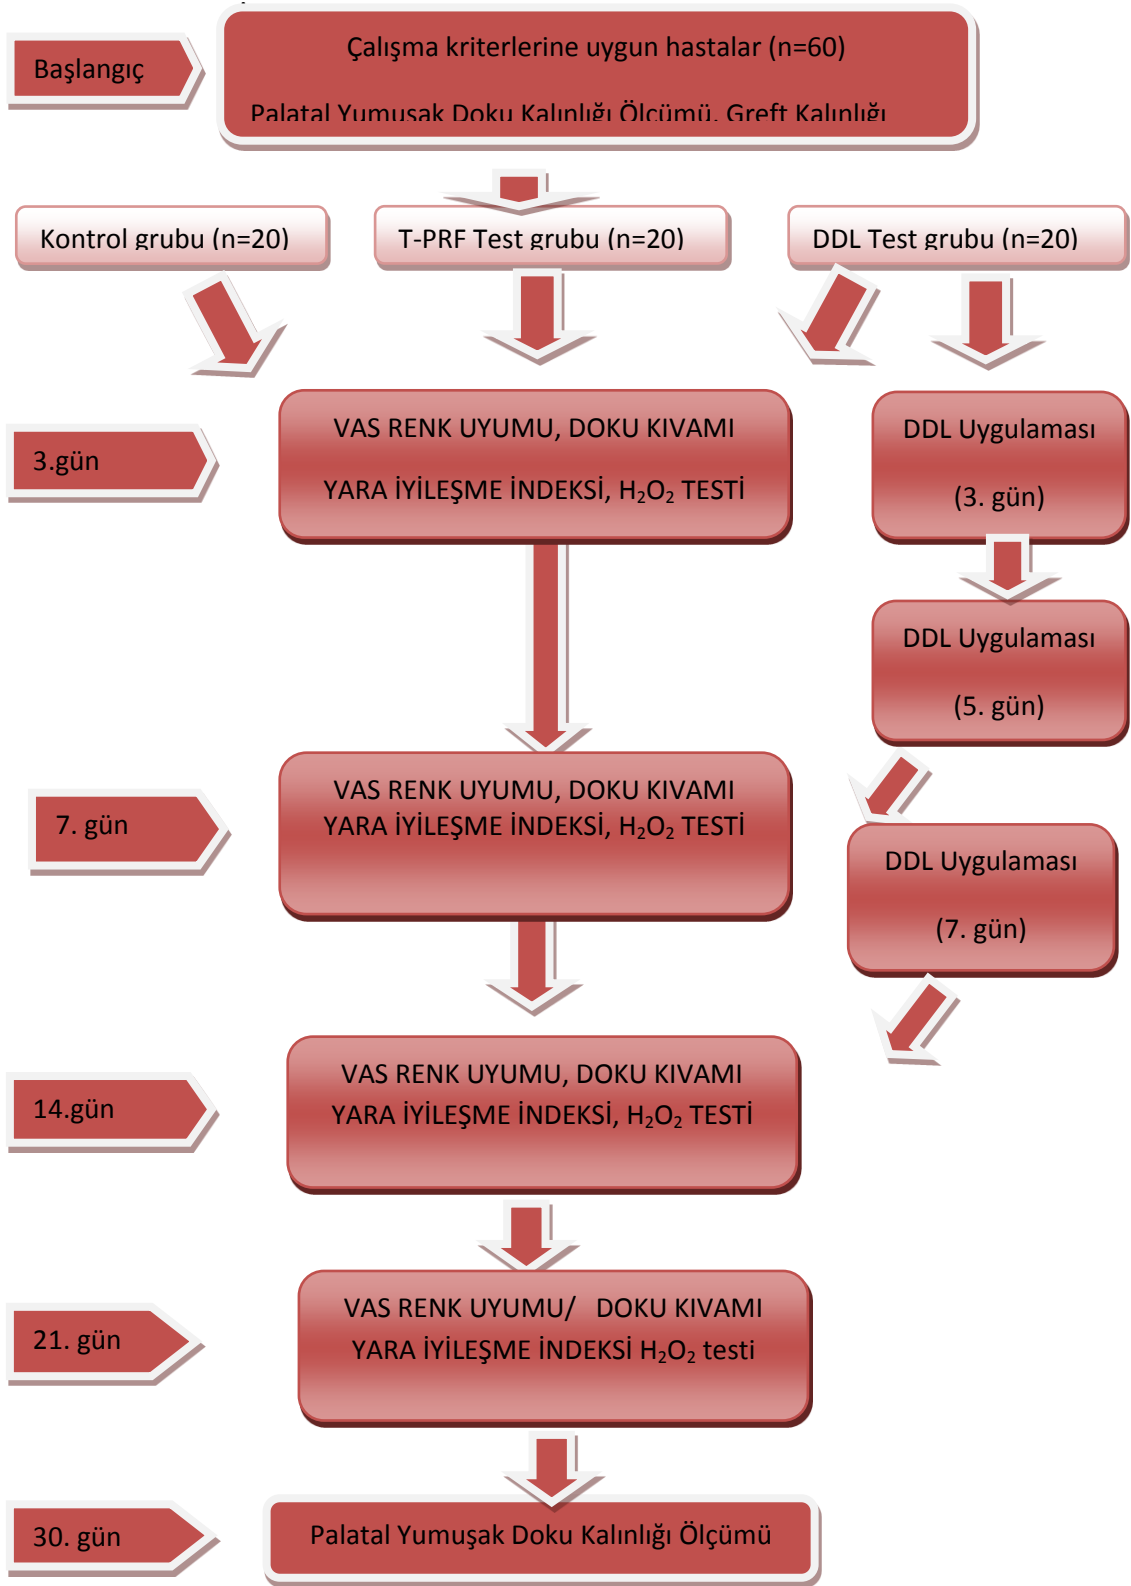 Başlangıç
Çalışma kriterlerine uygun hastalar (n=60)
Palatal Yumuşak Doku Kalınlığı Ölçümü, Greft Kalınlığı
Kontrol grubu (n=20)
T-PRF Test grubu (n=20)
DDL Test grubu (n=20)
3.gün
VAS RENK UYUMU, DOKU KIVAMI
YARA İYİLEŞME İNDEKSİ, H₂O₂ TESTİ
DDL Uygulaması
(3. gün)
DDL Uygulaması
(5. gün)
7. gün
VAS RENK UYUMU, DOKU KIVAMI
YARA İYİLEŞME İNDEKSİ, H₂O₂ TESTİ
DDL Uygulaması
(7. gün)
14.gün
VAS RENK UYUMU, DOKU KIVAMI
YARA İYİLEŞME İNDEKSİ, H₂O₂ TESTİ
21. gün
VAS RENK UYUMU/ DOKU KIVAMI
YARA İYİLEŞME İNDEKSİ H₂O₂ testi
30. gün
Palatal Yumuşak Doku Kalınlığı Ölçümü